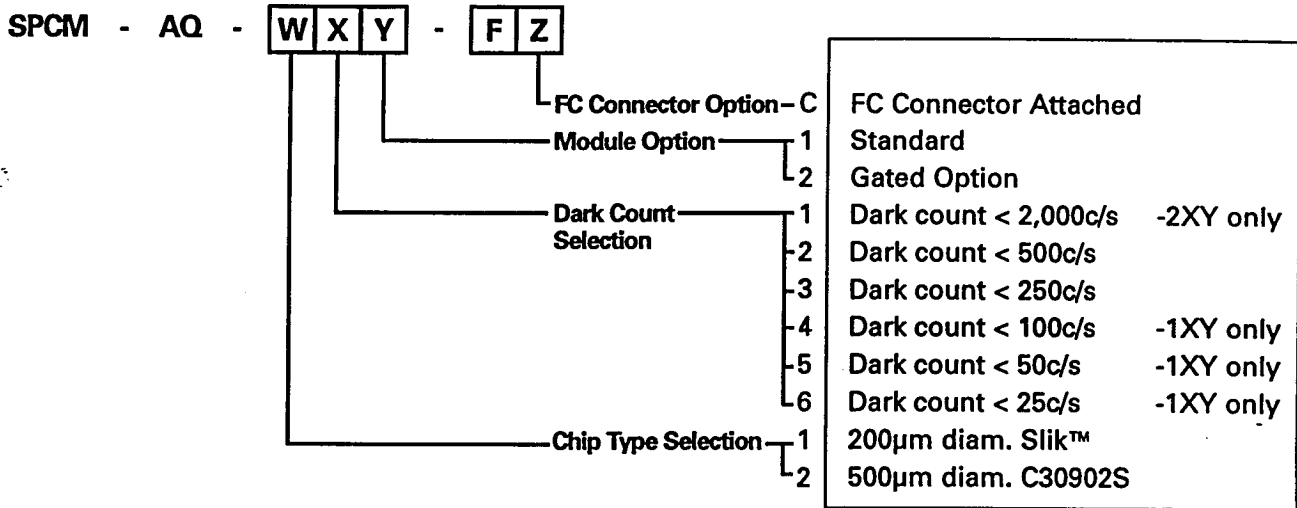 SPCM - AQ - W X Y - F Z
FC Connector Option – C FC Connector Attached
Module Option 1 Standard
2 Gated Option
Dark Count Selection 1 Dark count < 2,000c/s -2XY only
2 Dark count < 500c/s
3 Dark count < 250c/s
4 Dark count < 100c/s -1XY only
5 Dark count < 50c/s -1XY only
6 Dark count < 25c/s -1XY only
Chip Type Selection 1 200µm diam. Slik™
2 500µm diam. C30902S